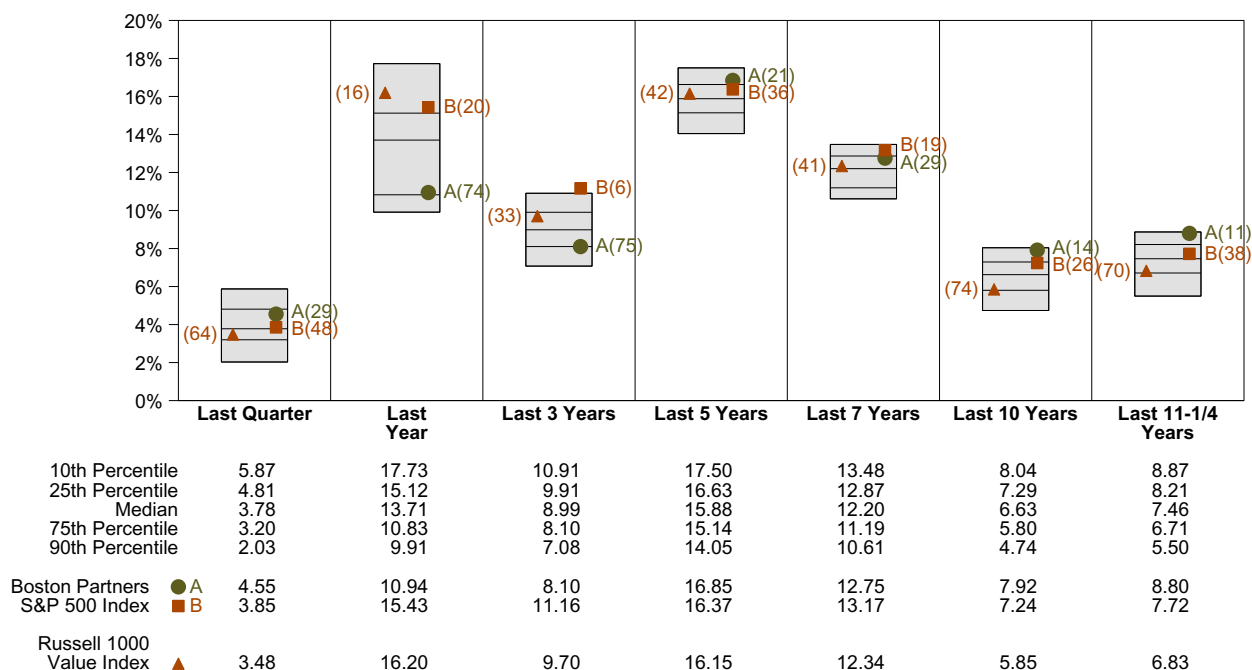 20%
18%
16%
14%
12%
10%
8%
6%
4%
2%
0%
(64) A(29)
B(48)
(16) B(20)
A(74)
(33) B(6)
A(75)
(42) A(21)
B(36)
(41) B(19)
A(29)
(74) A(14)
B(26)
(70) A(11)
B(38)
Last Quarter Last Year Last 3 Years Last 5 Years Last 7 Years Last 10 Years Last 11-1/4 Years
10th Percentile 5.87 17.73 10.91 17.50 13.48 8.04 8.87
25th Percentile 4.81 15.12 9.91 16.63 12.87 7.29 8.21
Median 3.78 13.71 8.99 15.88 12.20 6.63 7.46
75th Percentile 3.20 10.83 8.10 15.14 11.19 5.80 6.71
90th Percentile 2.03 9.91 7.08 14.05 10.61 4.74 5.50
Boston Partners A 4.55 10.94 8.10 16.85 12.75 7.92 8.80
S&P 500 Index B 3.85 15.43 11.16 16.37 13.17 7.24 7.72
Russell 1000
Value Index 3.48 16.20 9.70 16.15 12.34 5.85 6.83